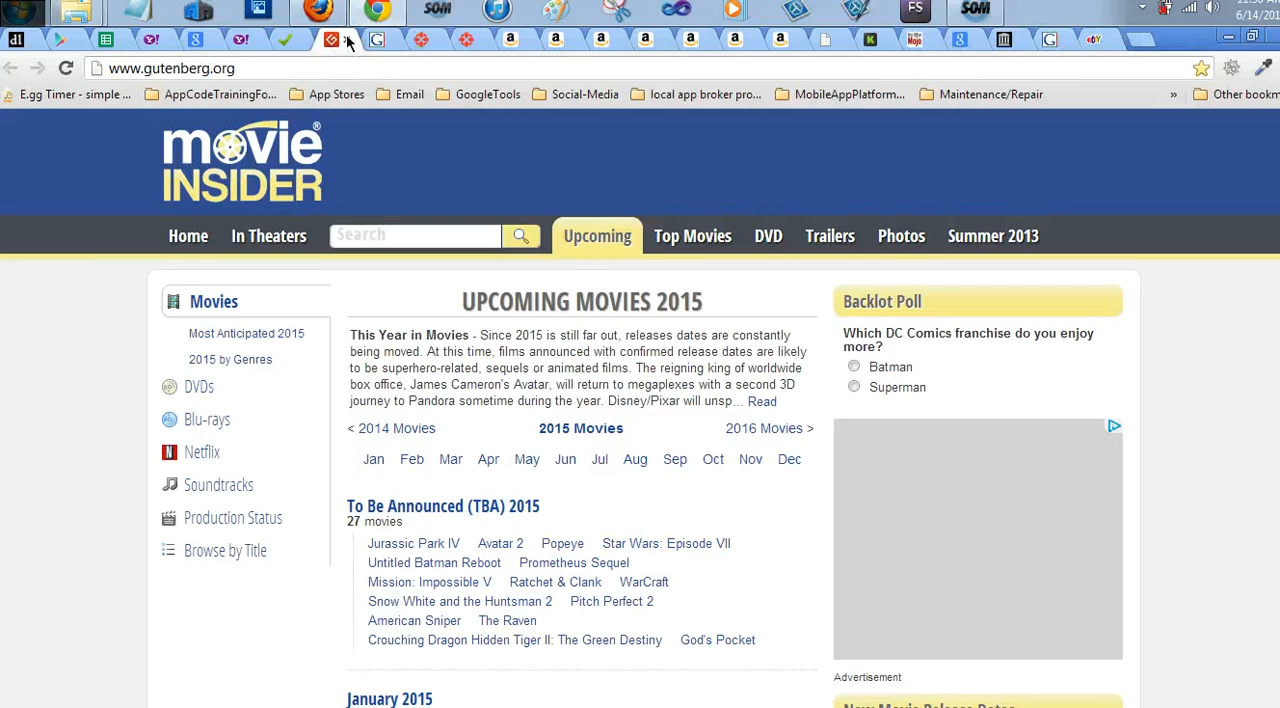 SOM
FS
SOM
6/14/201
www.gutenberg.org
E.gg Timer - simple ...
AppCodeTrainingFo...
App Stores
Email
GoogleTools
Social-Media
local app broker pro...
MobileAppPlatform...
Maintenance/Repair
»
Other bookm
movie®
INSIDER
Home
In Theaters
Search
Upcoming
Top Movies
DVD
Trailers
Photos
Summer 2013
Movies
Most Anticipated 2015
2015 by Genres
DVDs
Blu-rays
Netflix
Soundtracks
Production Status
Browse by Title
UPCOMING MOVIES 2015
This Year in Movies - Since 2015 is still far out, releases dates are constantly
being moved. At this time, films announced with confirmed release dates are likely
to be superhero-related, sequels or animated films. The reigning king of worldwide
box office, James Cameron's Avatar, will return to megaplexes with a second 3D
journey to Pandora sometime during the year. Disney/Pixar will unsp... Read
< 2014 Movies 2015 Movies 2016 Movies >
Jan Feb Mar Apr May Jun Jul Aug Sep Oct Nov Dec
To Be Announced (TBA) 2015
27 movies
Jurassic Park IV Avatar 2 Popeye Star Wars: Episode VII
Untitled Batman Reboot Prometheus Sequel
Mission: Impossible V Ratchet & Clank WarCraft
Snow White and the Huntsman 2 Pitch Perfect 2
American Sniper The Raven
Crouching Dragon Hidden Tiger II: The Green Destiny God's Pocket
January 2015
Backlot Poll
Which DC Comics franchise do you enjoy
more?
Batman
Superman
Advertisement
New Movie Release Dates